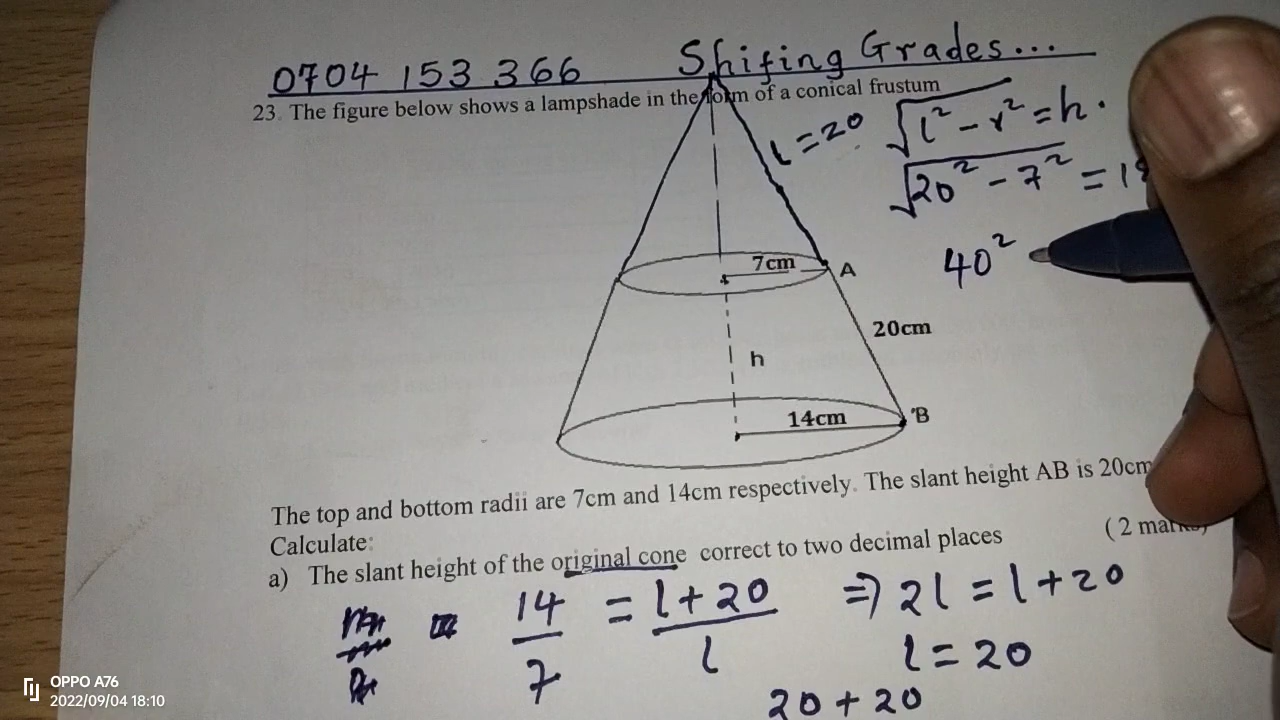 0704 153 366 Shifing Grades...
23. The figure below shows a lampshade in the form of a conical frustum
l = 20
√l² - r² = h.
√20² - 7² = 19
40²
7cm
A
20cm
h
14cm
B
The top and bottom radii are 7cm and 14cm respectively. The slant height AB is 20cm
Calculate:
a) The slant height of the original cone correct to two decimal places (2 marks)
14/7 = l + 20/l ⇒ 2l = l + 20
l = 20
20 + 20
OPPO A76
2022/09/04 18:10